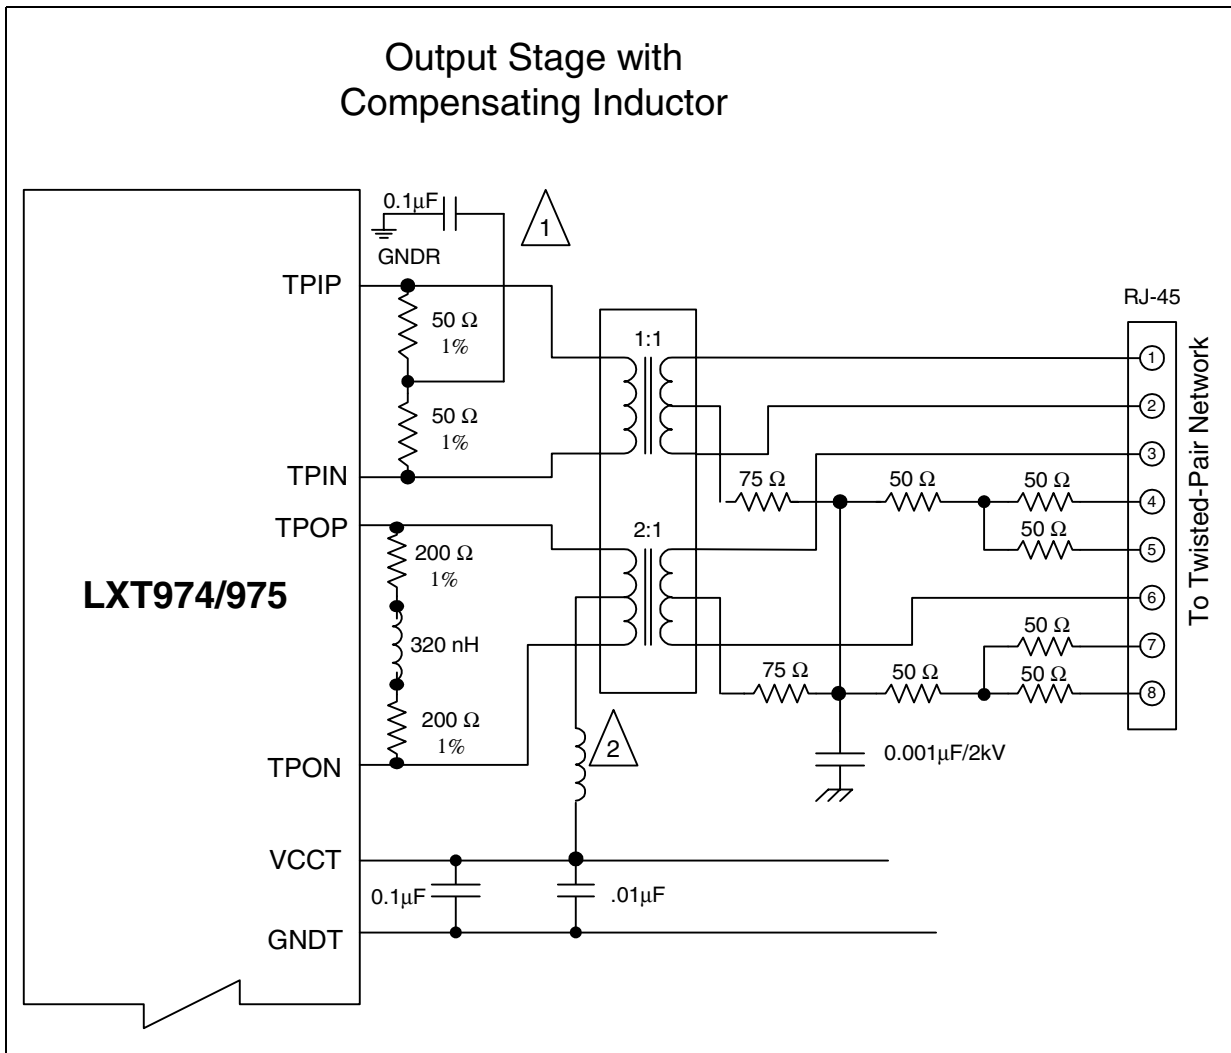 Output Stage with
Compensating Inductor
0.1μF
1
GNDR
TPIP
RJ-45
50 Ω
1%
1:1
1
50 Ω
1%
2
To Twisted-Pair Network
3
TPIN
75 Ω
50 Ω
50 Ω
4
TPOP
2:1
50 Ω
5
200 Ω
1%
LXT974/975
6
320 nH
50 Ω
7
75 Ω
50 Ω
50 Ω
8
200 Ω
1%
2
TPON
0.001μF/2kV
VCCT
0.1μF
.01μF
GNDT